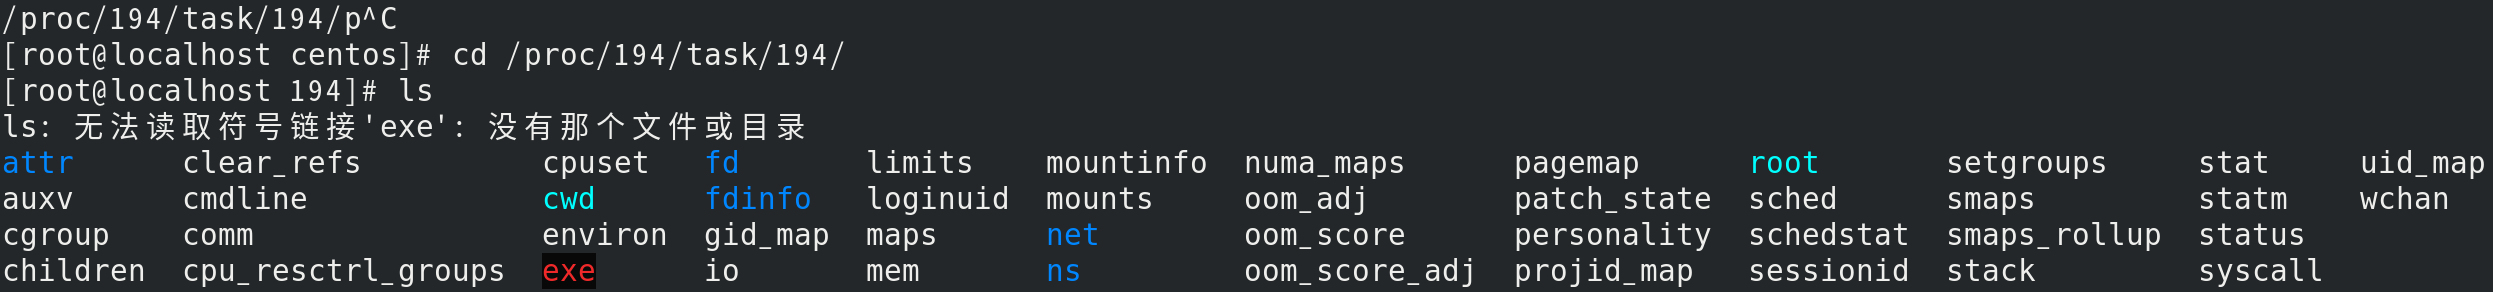 /proc/194/task/194/p^C
[root@localhost centos]# cd /proc/194/task/194/
[root@localhost 194]# ls
ls: 无法读取符号链接'exe': 没有那个文件或目录
attr clear_refs cpuset fd limits mountinfo numa_maps pagemap root setgroups stat uid_map
auxv cmdline cwd fdinfo loginuid mounts oom_adj patch_state sched smaps statm wchan
cgroup comm environ gid_map maps net oom_score personality schedstat smaps_rollup status
children cpu_resctrl_groups exe io mem ns oom_score_adj projid_map sessionid stack syscall